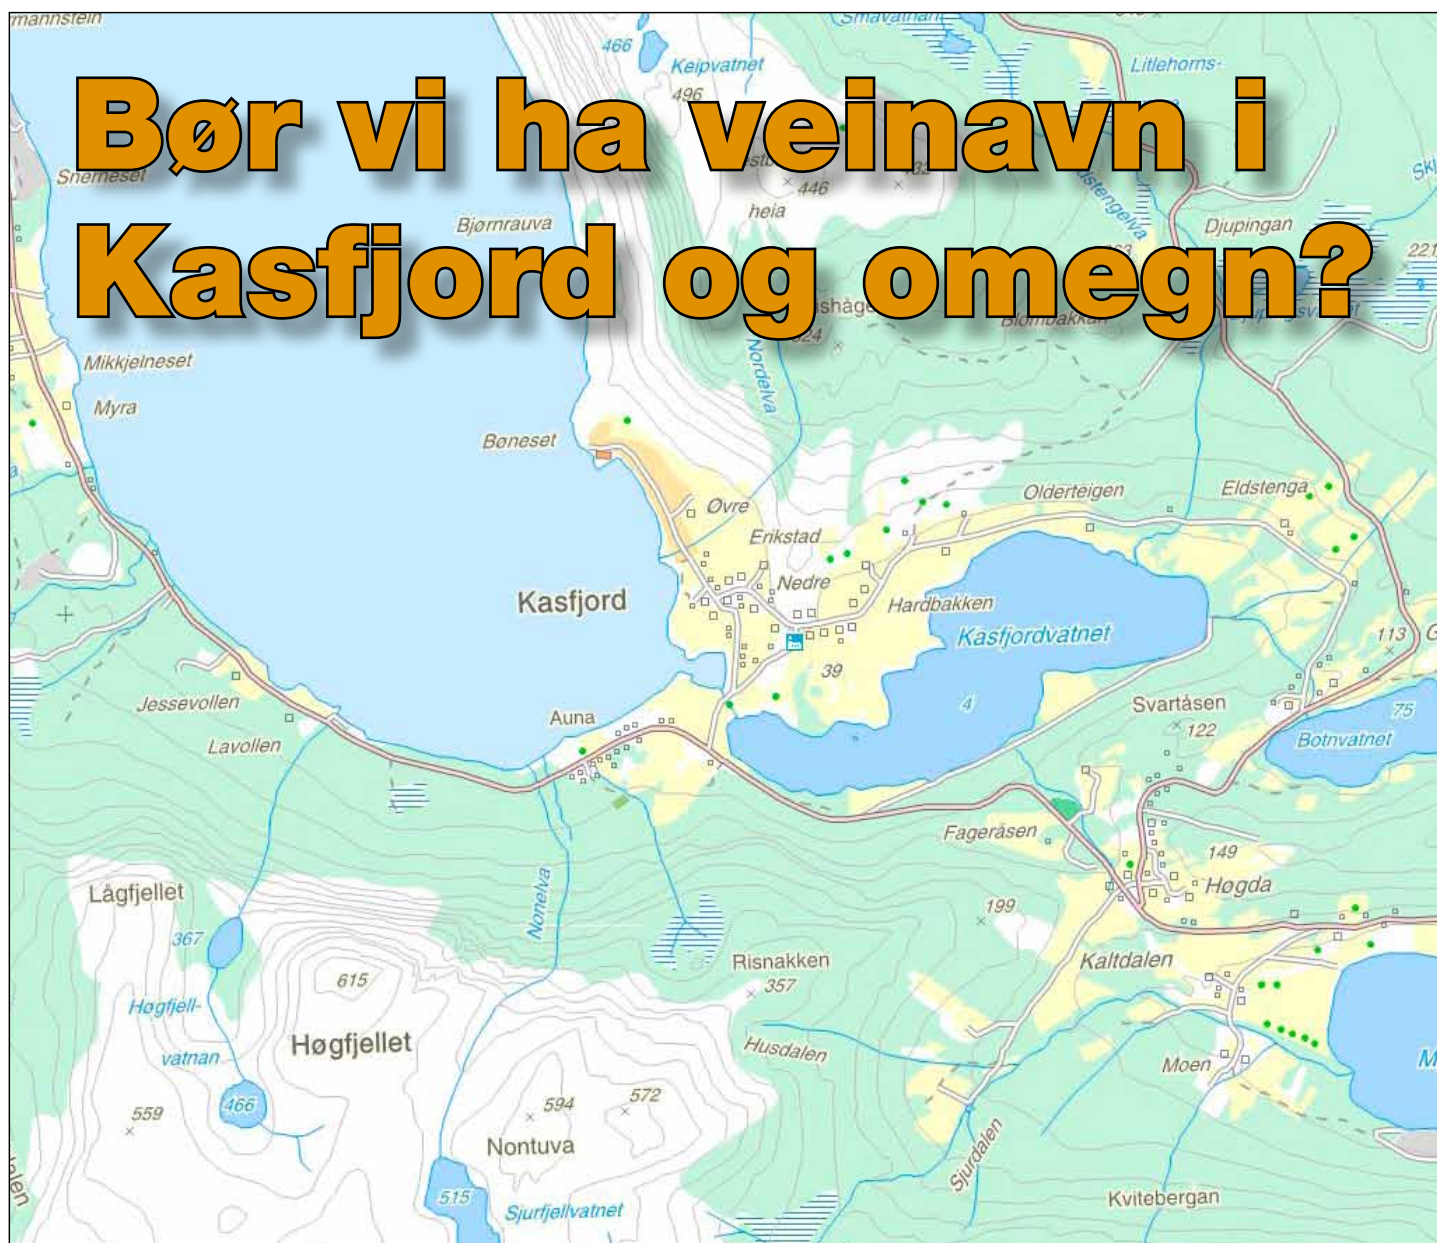 Småvatnan
466
Keipvatnet
Litlehorns-
496
Bør vi ha veinavn i
Snerneset
446
Bjørnrauva
heia
Djupingan
221
Kasfjord og omegn?
Blombakkan
Nordelva
Mikkjelneset
Myra
Bøneset
Olderteigen
Eldstenga
Øvre
Erikstad
Nedre
Kasfjord
Hardbakken
Kasfjordvatnet
113
39
Jessevollen
4
Svartåsen
Auna
122
75
Lavollen
Botnvatnet
Fageråsen
149
Lågfjellet
Høgda
Nonelva
199
367
Risnakken
Kaltdalen
615
357
Høgfjell-
vatnan
Høgfjellet
Husdalen
Moen
466
559
594
572
Nontuva
Sjurdalen
515
Sjurfjellvatnet
Kvitebergan